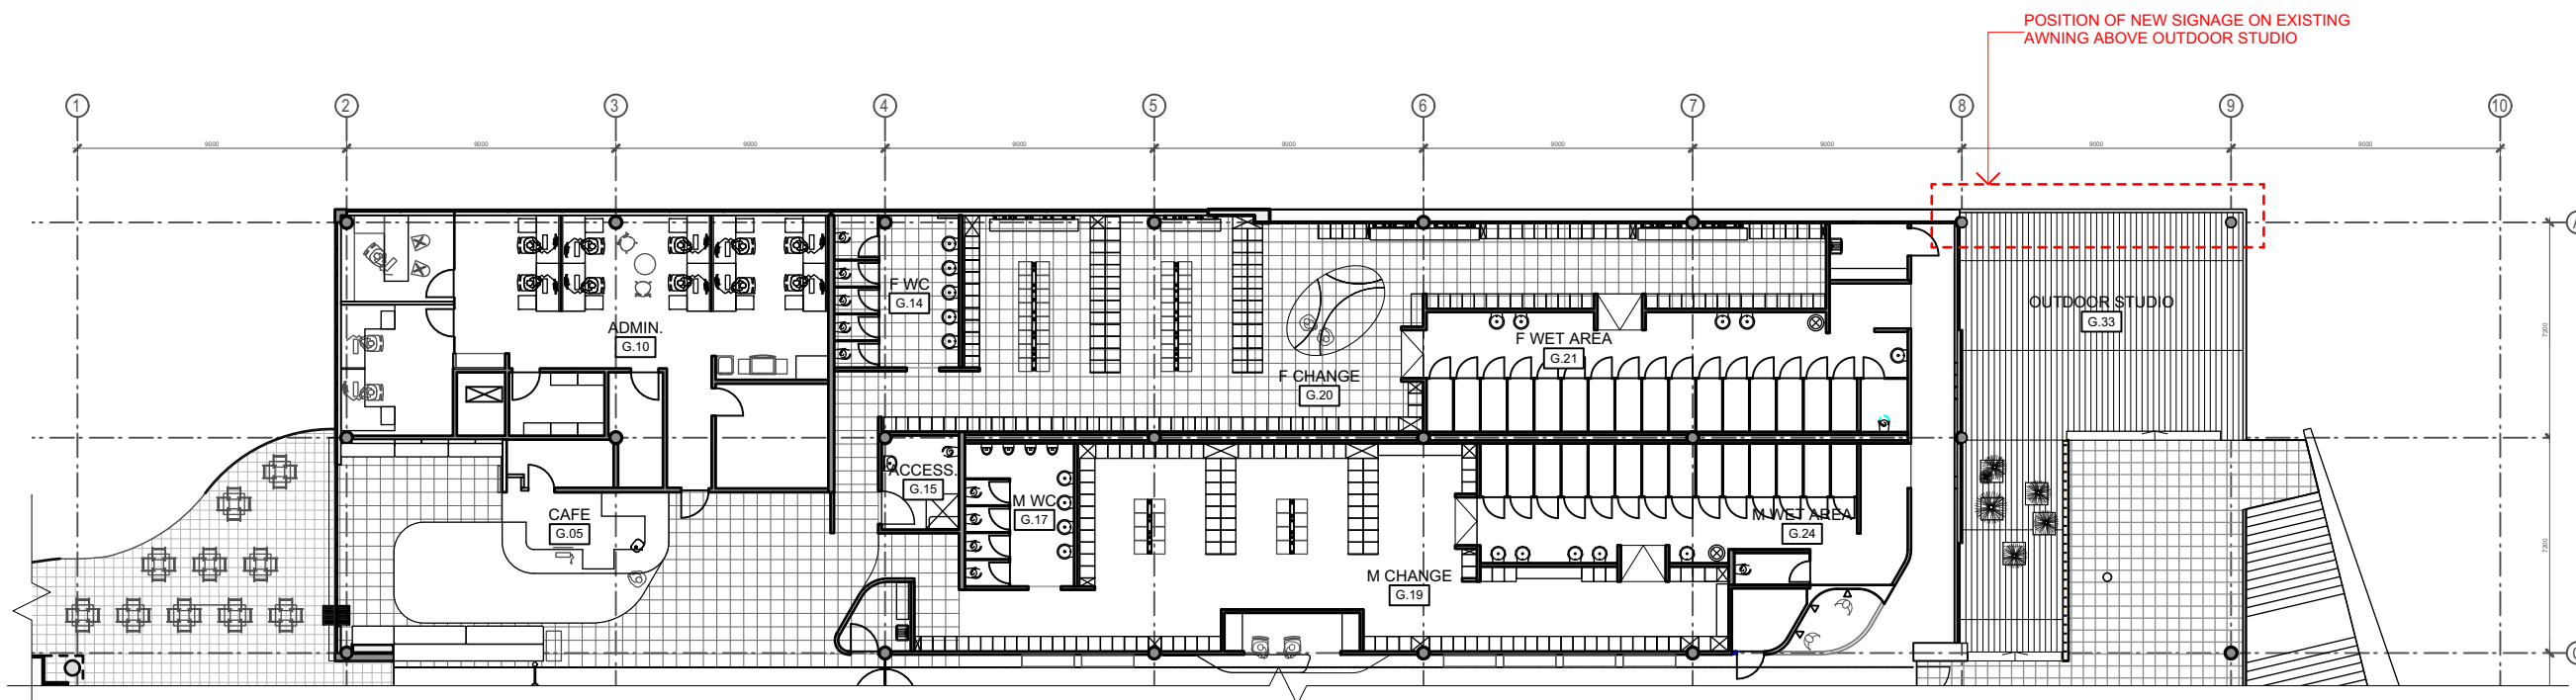 POSITION OF NEW SIGNAGE ON EXISTING
AWNING ABOVE OUTDOOR STUDIO
1 2 3 4 5 6 7 8 9 10
9000 9000 9000 9000 9000 9000 9000 9000 9000
F WC
G.14
OUTDOOR STUDIO
G.33
7200
ADMIN.
G.10
F WET AREA
G.21
F CHANGE
G.20
ACCESS.
G.15
M WC
G.17
CAFE
G.05
M WET AREA
G.24
7200
M CHANGE
G.19